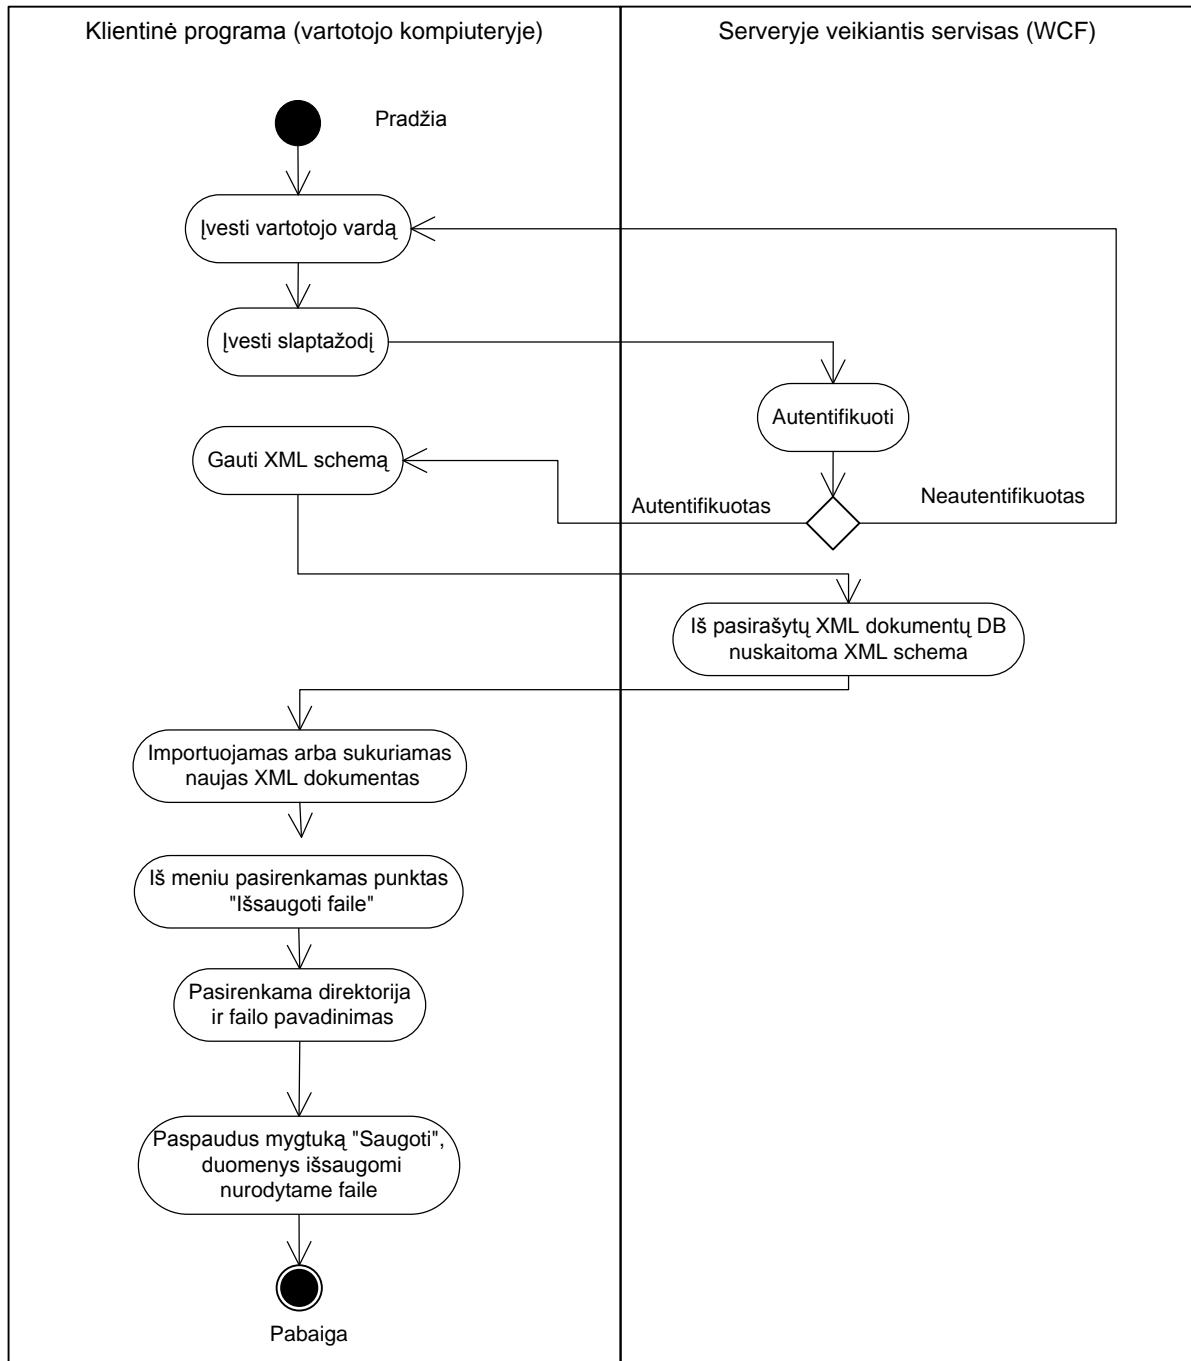 Klientinė programa (vartotojo kompiuteryje)
Serveryje veikiantis servisas (WCF)
Pradžia
Įvesti vartotojo vardą
Įvesti slaptažodį
Autentifikuoti
Gauti XML schemą
Autentifikuotas
Neautentifikuotas
Iš pasirašytų XML dokumentų DB
nuskaitoma XML schema
Importuojamas arba sukuriamas
naujas XML dokumentas
Iš meniu pasirenkamas punktas
"Išsaugoti faile"
Pasirenkama direktorija
ir failo pavadinimas
Paspaudus mygtuką "Saugoti",
duomenys išsaugomi
nurodytame faile
Pabaiga